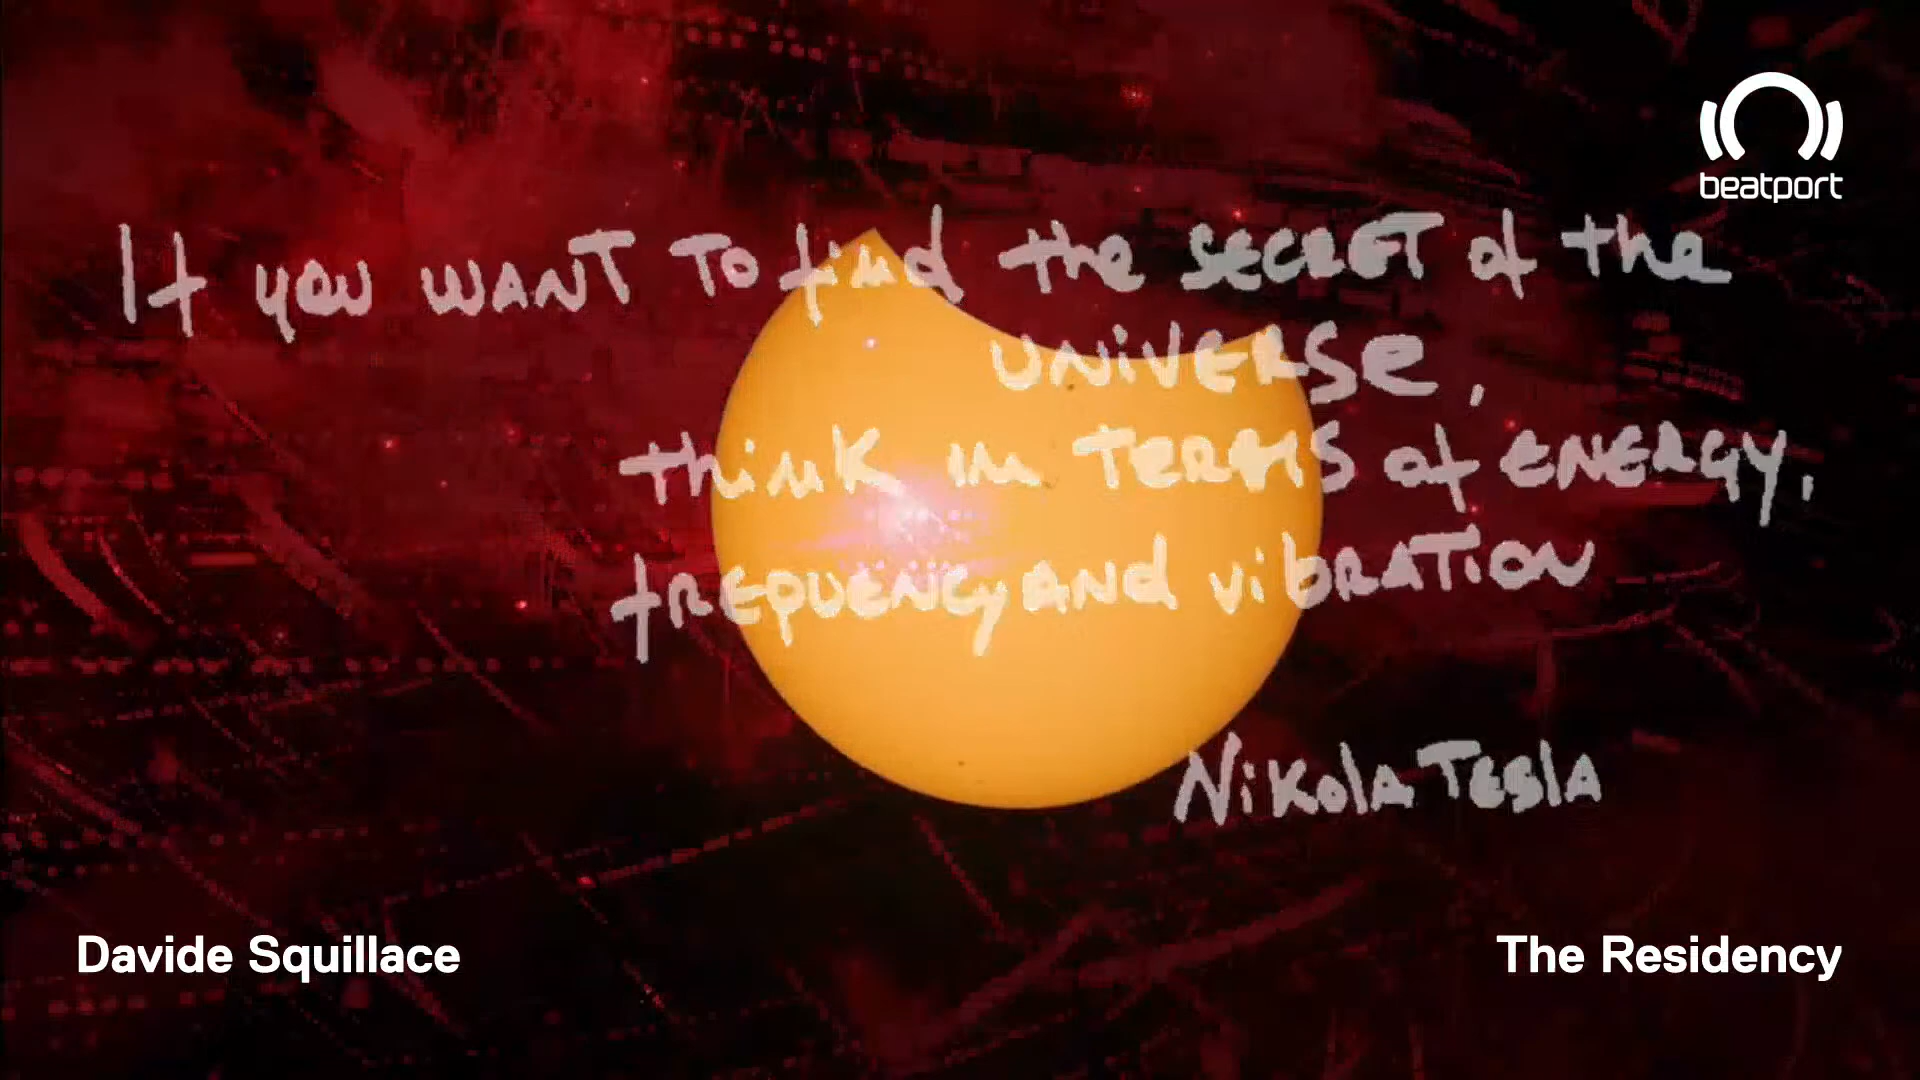 beatport
If you WANT TO find the SECRET of the
UNiVERSe,
think in TeRMS of eNERGY,
fREQUENCY AND vibRATiON
NiKolA TeslA
Davide Squillace
The Residency